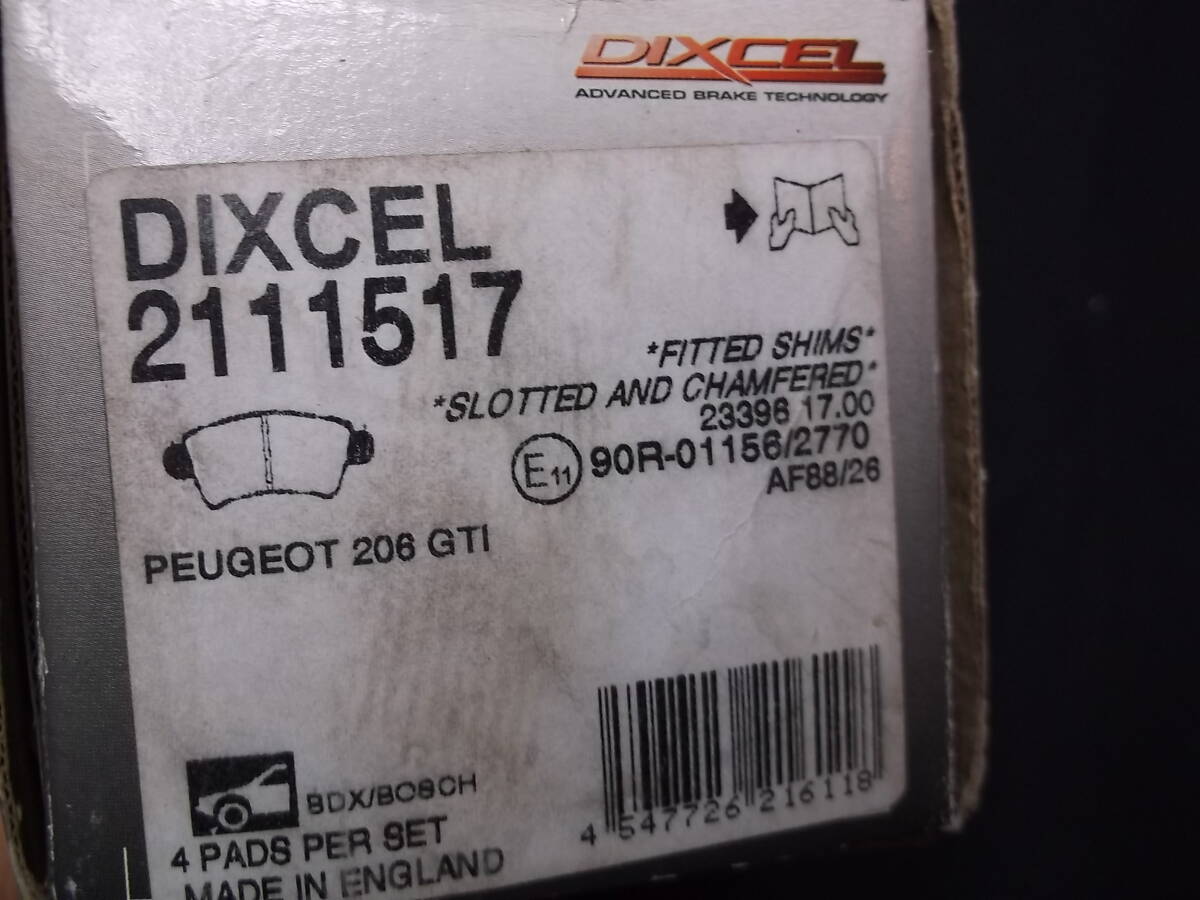 DIXCEL
ADVANCED BRAKE TECHNOLOGY
DIXCEL
2111517
*FITTED SHIMS*
*SLOTTED AND CHAMFERED*
23396 17.00
E11 90R-01156/2770
AF88/26
PEUGEOT 206 GTI
BDX/BOSCH
4 PADS PER SET
MADE IN ENGLAND
4 547726 216118